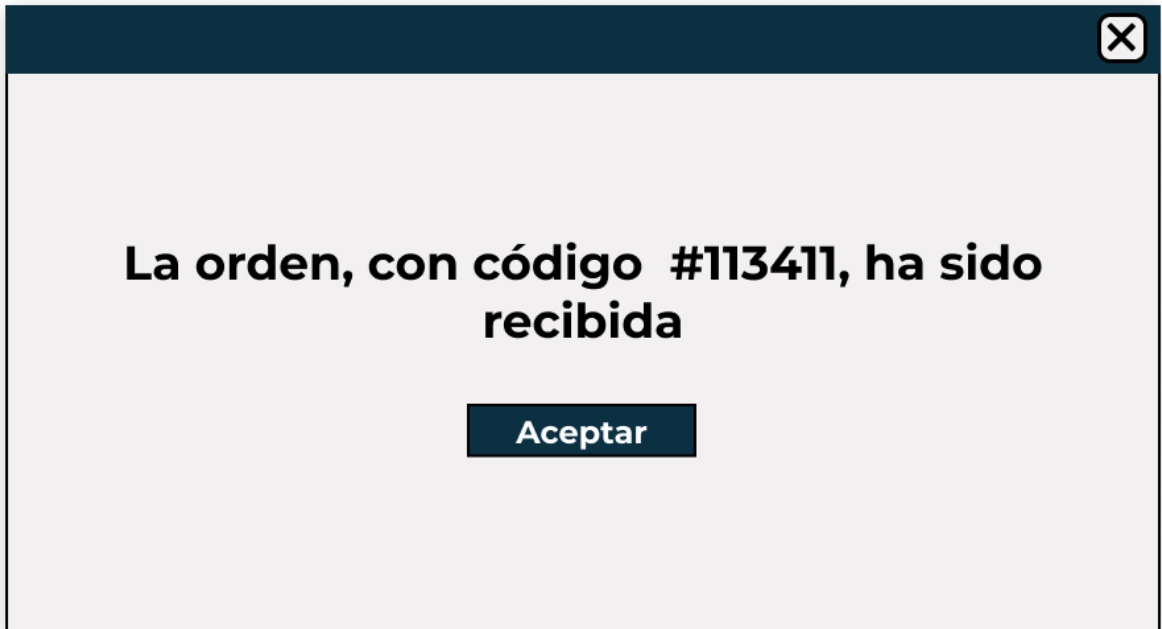 La orden, con código  #113411, ha sido
recibida
Aceptar